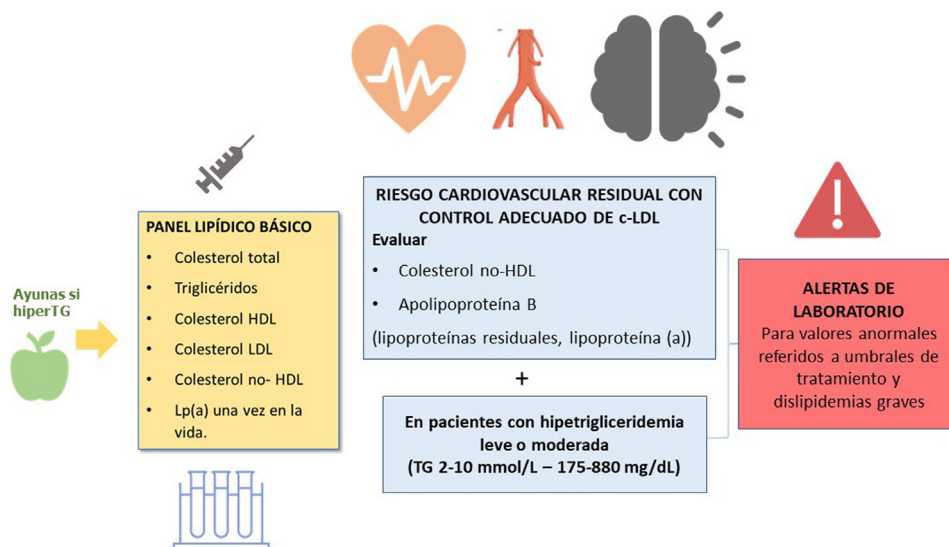 Ayunas si
hiperTG
PANEL LIPÍDICO BÁSICO
• Colesterol total
• Triglicéridos
• Colesterol HDL
• Colesterol LDL
• Colesterol no- HDL
• Lp(a) una vez en la
vida.
RIESGO CARDIOVASCULAR RESIDUAL CON
CONTROL ADECUADO DE c-LDL
Evaluar
• Colesterol no-HDL
• Apolipoproteína B
(lipoproteínas residuales, lipoproteína (a))
+
En pacientes con hipetrigliceridemia
leve o moderada
(TG 2-10 mmol/L – 175-880 mg/dL)
ALERTAS DE
LABORATORIO
Para valores anormales
referidos a umbrales de
tratamiento y
dislipidemias graves